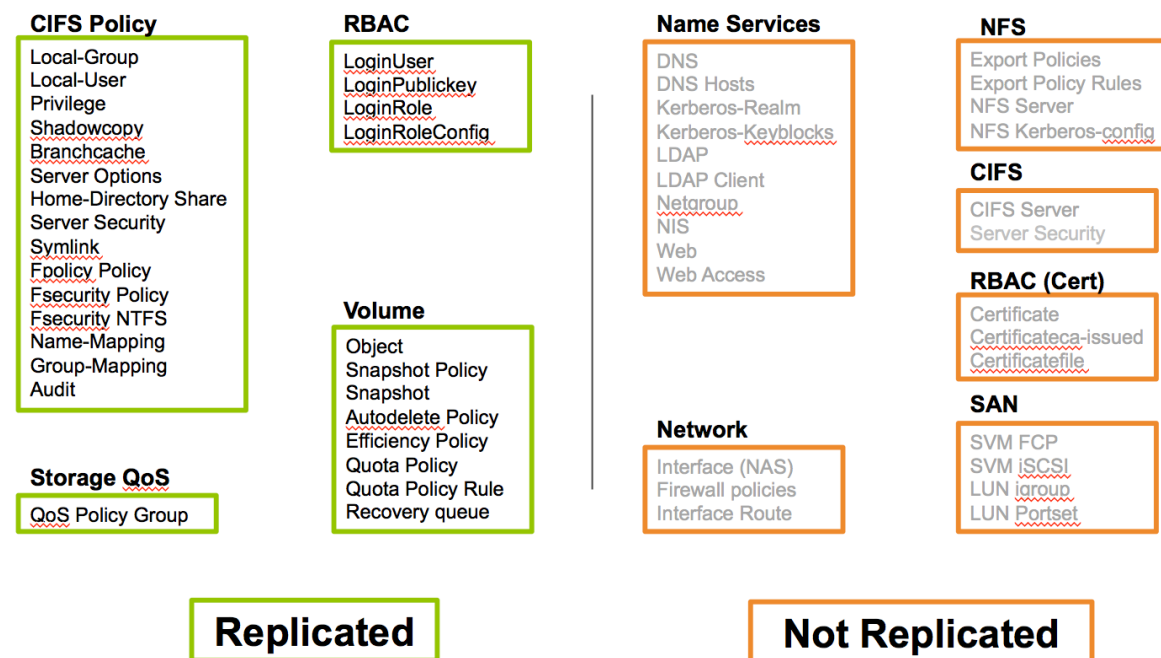 CIFS Policy
Local-Group
Local-User
Privilege
Shadowcopy
Branchcache
Server Options
Home-Directory Share
Server Security
Symlink
Fpolicy Policy
Fsecurity Policy
Fsecurity NTFS
Name-Mapping
Group-Mapping
Audit
Storage QoS
QoS Policy Group
RBAC
LoginUser
LoginPublickey
LoginRole
LoginRoleConfig
Volume
Object
Snapshot Policy
Snapshot
Autodelete Policy
Efficiency Policy
Quota Policy
Quota Policy Rule
Recovery queue
Replicated
Name Services
DNS
DNS Hosts
Kerberos-Realm
Kerberos-Keyblocks
LDAP
LDAP Client
Netgroup
NIS
Web
Web Access
Network
Interface (NAS)
Firewall policies
Interface Route
NFS
Export Policies
Export Policy Rules
NFS Server
NFS Kerberos-config
CIFS
CIFS Server
Server Security
RBAC (Cert)
Certificate
Certificateca-issued
Certificatefile
SAN
SVM FCP
SVM iSCSI
LUN igroup
LUN Portset
Not Replicated